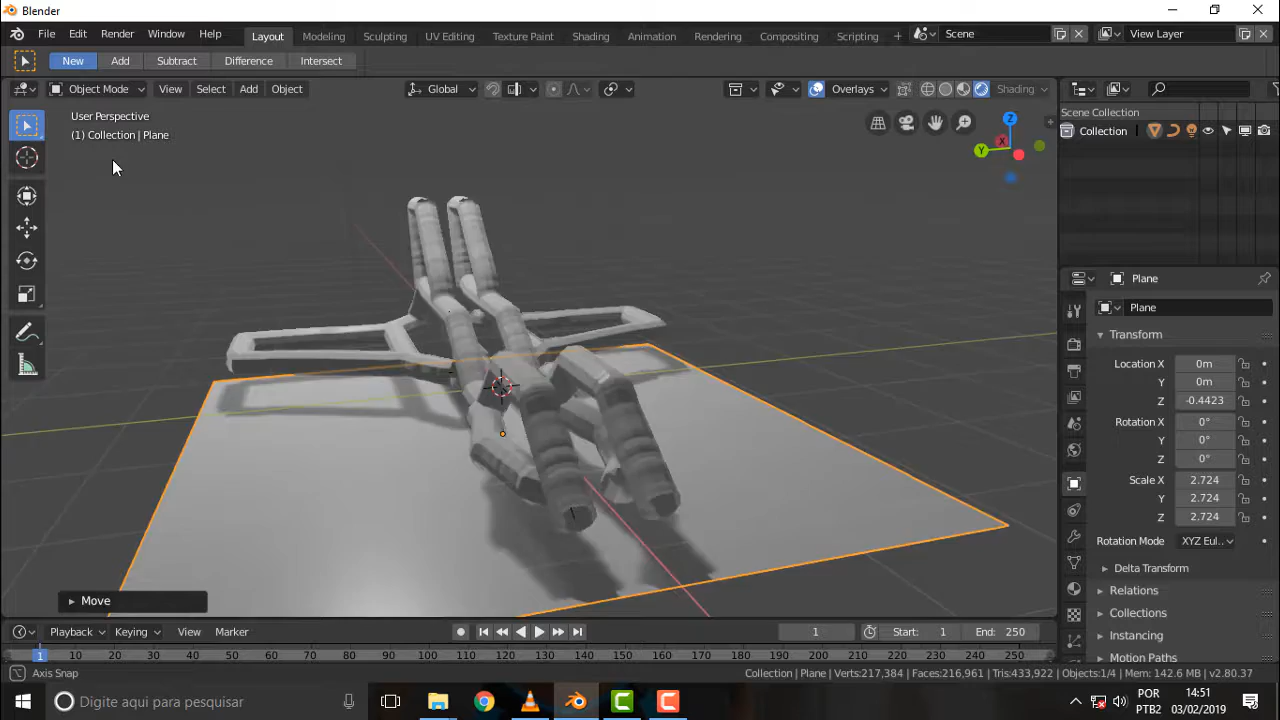 Blender
File Edit Render Window Help Layout Modeling Sculpting UV Editing Texture Paint Shading Animation Rendering Compositing Scripting + Scene View Layer
New Add Subtract Difference Intersect
Object Mode View Select Add Object Global Overlays Shading
User Perspective
(1) Collection | Plane
Z
X
Y
Scene Collection
Collection
Plane
Plane
Transform
Location X 0m
Y 0m
Z -0.4423
Rotation X 0°
Y 0°
Z 0°
Scale X 2.724
Y 2.724
Z 2.724
Rotation Mode XYZ Eul..
Delta Transform
Relations
Collections
Instancing
Motion Paths
Move
Playback Keying View Marker 1 Start: 1 End: 250
1 10 20 30 40 50 60 70 80 90 100 110 120 130 140 150 160 170 180 190 200 210 220 230 240 250
Axis Snap Collection | Plane | Verts:217,384 | Faces:216,961 | Tris:433,922 | Objects:1/4 | Mem: 142.6 MB | v2.80.37
Digite aqui para pesquisar
POR
PTB2
14:51
03/02/2019